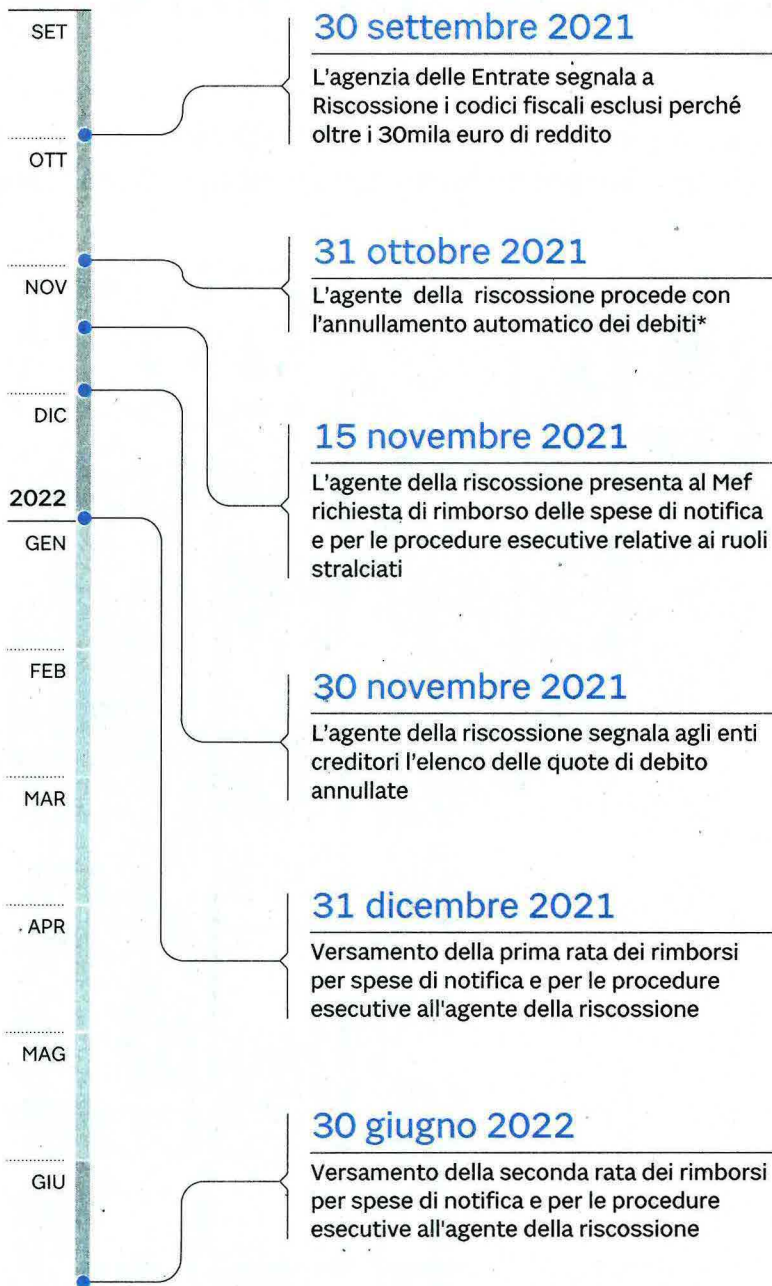 SET
30 settembre 2021
L'agenzia delle Entrate segnala a
Riscossione i codici fiscali esclusi perché
oltre i 30mila euro di reddito
OTT
31 ottobre 2021
NOV
L'agente della riscossione procede con
l'annullamento automatico dei debiti*
DIC
15 novembre 2021
L'agente della riscossione presenta al Mef
richiesta di rimborso delle spese di notifica
e per le procedure esecutive relative ai ruoli
stralciati
2022
GEN
FEB
30 novembre 2021
L'agente della riscossione segnala agli enti
creditori l'elenco delle quote di debito
annullate
MAR
APR
31 dicembre 2021
Versamento della prima rata dei rimborsi
per spese di notifica e per le procedure
esecutive all'agente della riscossione
MAG
30 giugno 2022
GIU
Versamento della seconda rata dei rimborsi
per spese di notifica e per le procedure
esecutive all'agente della riscossione